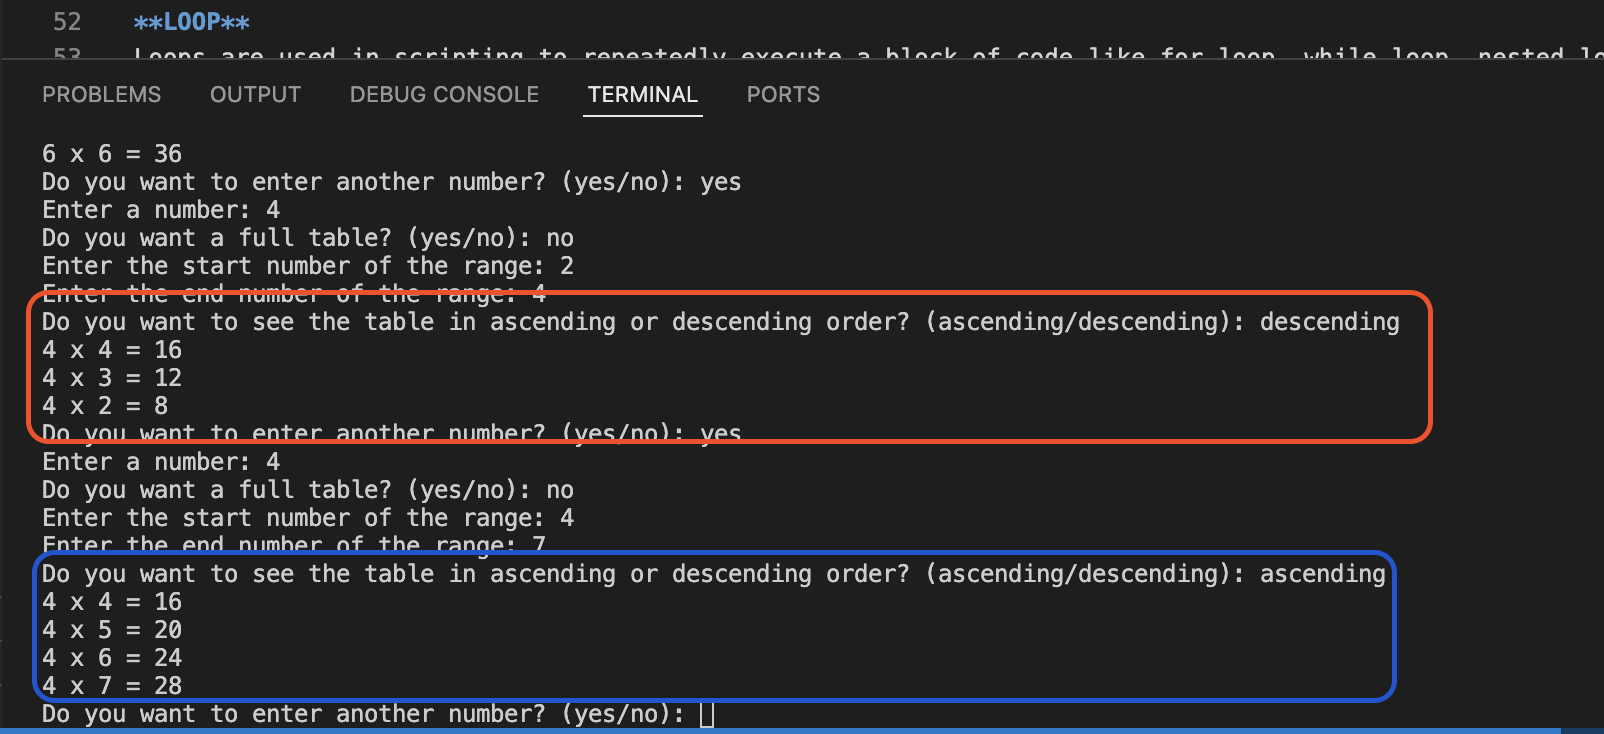 52 **LOOP**
53 Loops are used in scripting to repeatedly execute a block of code like for loop, while loop, nested lo
PROBLEMS OUTPUT DEBUG CONSOLE TERMINAL PORTS
6 x 6 = 36
Do you want to enter another number? (yes/no): yes
Enter a number: 4
Do you want a full table? (yes/no): no
Enter the start number of the range: 2
Enter the end number of the range: 4
Do you want to see the table in ascending or descending order? (ascending/descending): descending
4 x 4 = 16
4 x 3 = 12
4 x 2 = 8
Do you want to enter another number? (yes/no): yes
Enter a number: 4
Do you want a full table? (yes/no): no
Enter the start number of the range: 4
Enter the end number of the range: 7
Do you want to see the table in ascending or descending order? (ascending/descending): ascending
4 x 4 = 16
4 x 5 = 20
4 x 6 = 24
4 x 7 = 28
Do you want to enter another number? (yes/no):